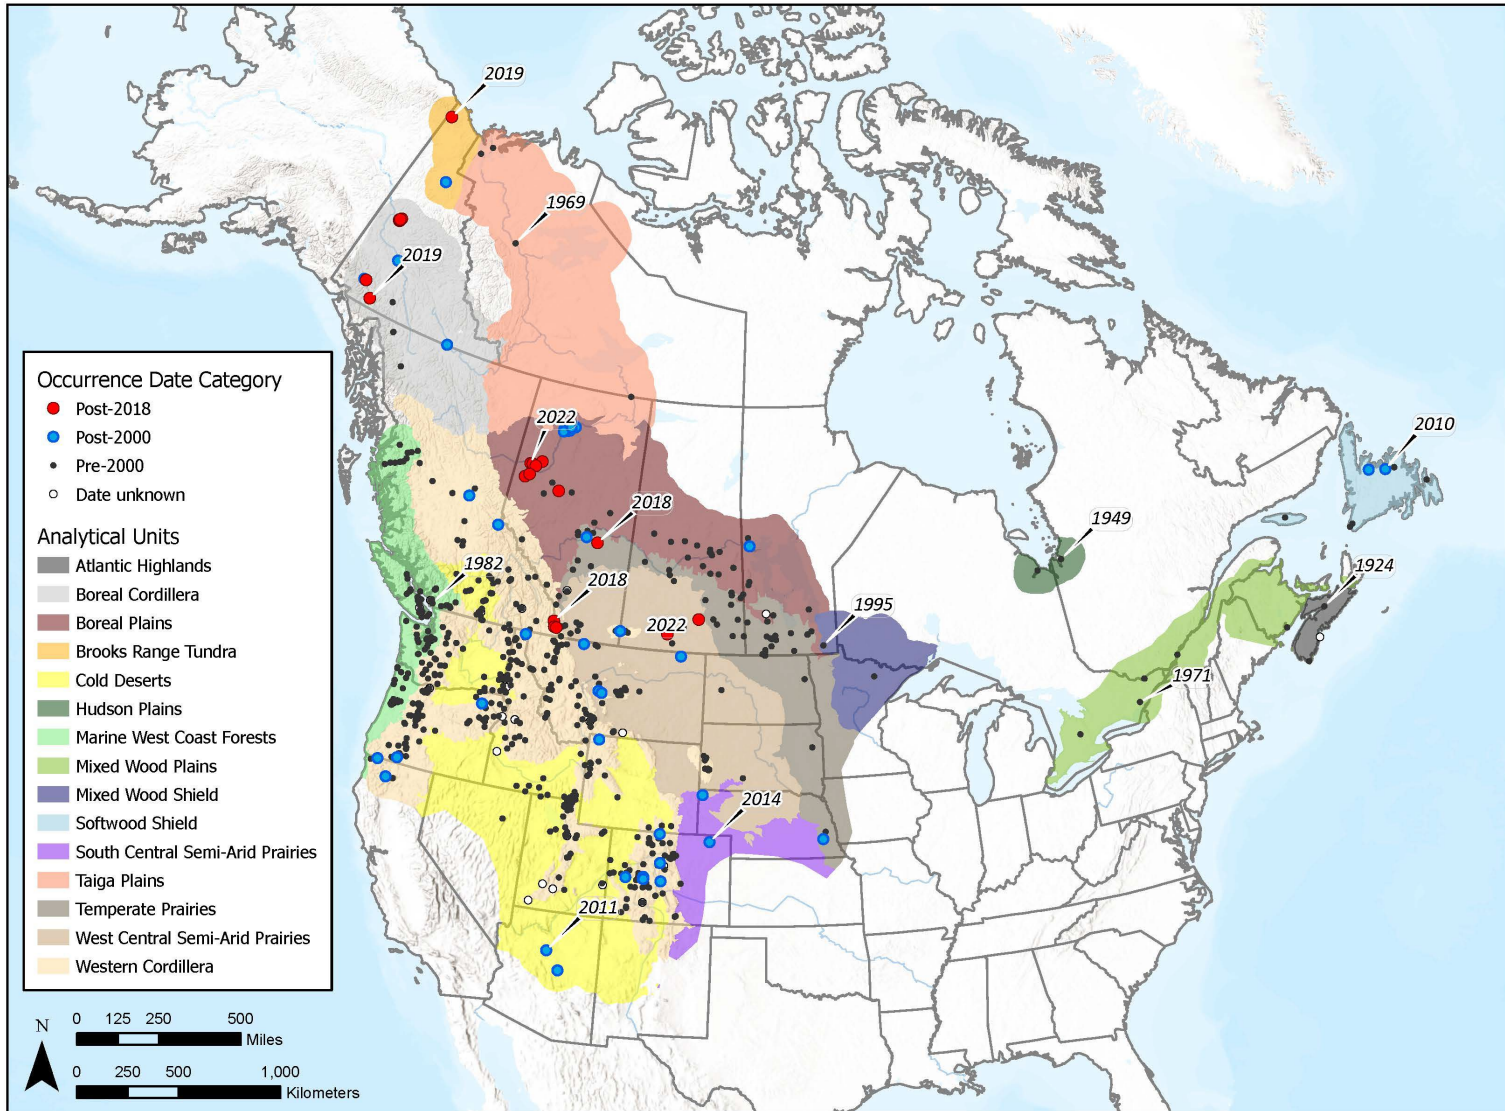 2019
1969
2019
2022
2010
2018
1949
1982
2018
1924
1995
2022
1971
2014
2011
Occurrence Date Category
Post-2018
Post-2000
Pre-2000
Date unknown
Analytical Units
Atlantic Highlands
Boreal Cordillera
Boreal Plains
Brooks Range Tundra
Cold Deserts
Hudson Plains
Marine West Coast Forests
Mixed Wood Plains
Mixed Wood Shield
Softwood Shield
South Central Semi-Arid Prairies
Taiga Plains
Temperate Prairies
West Central Semi-Arid Prairies
Western Cordillera
N
0 125 250 500
Miles
0 250 500 1,000
Kilometers